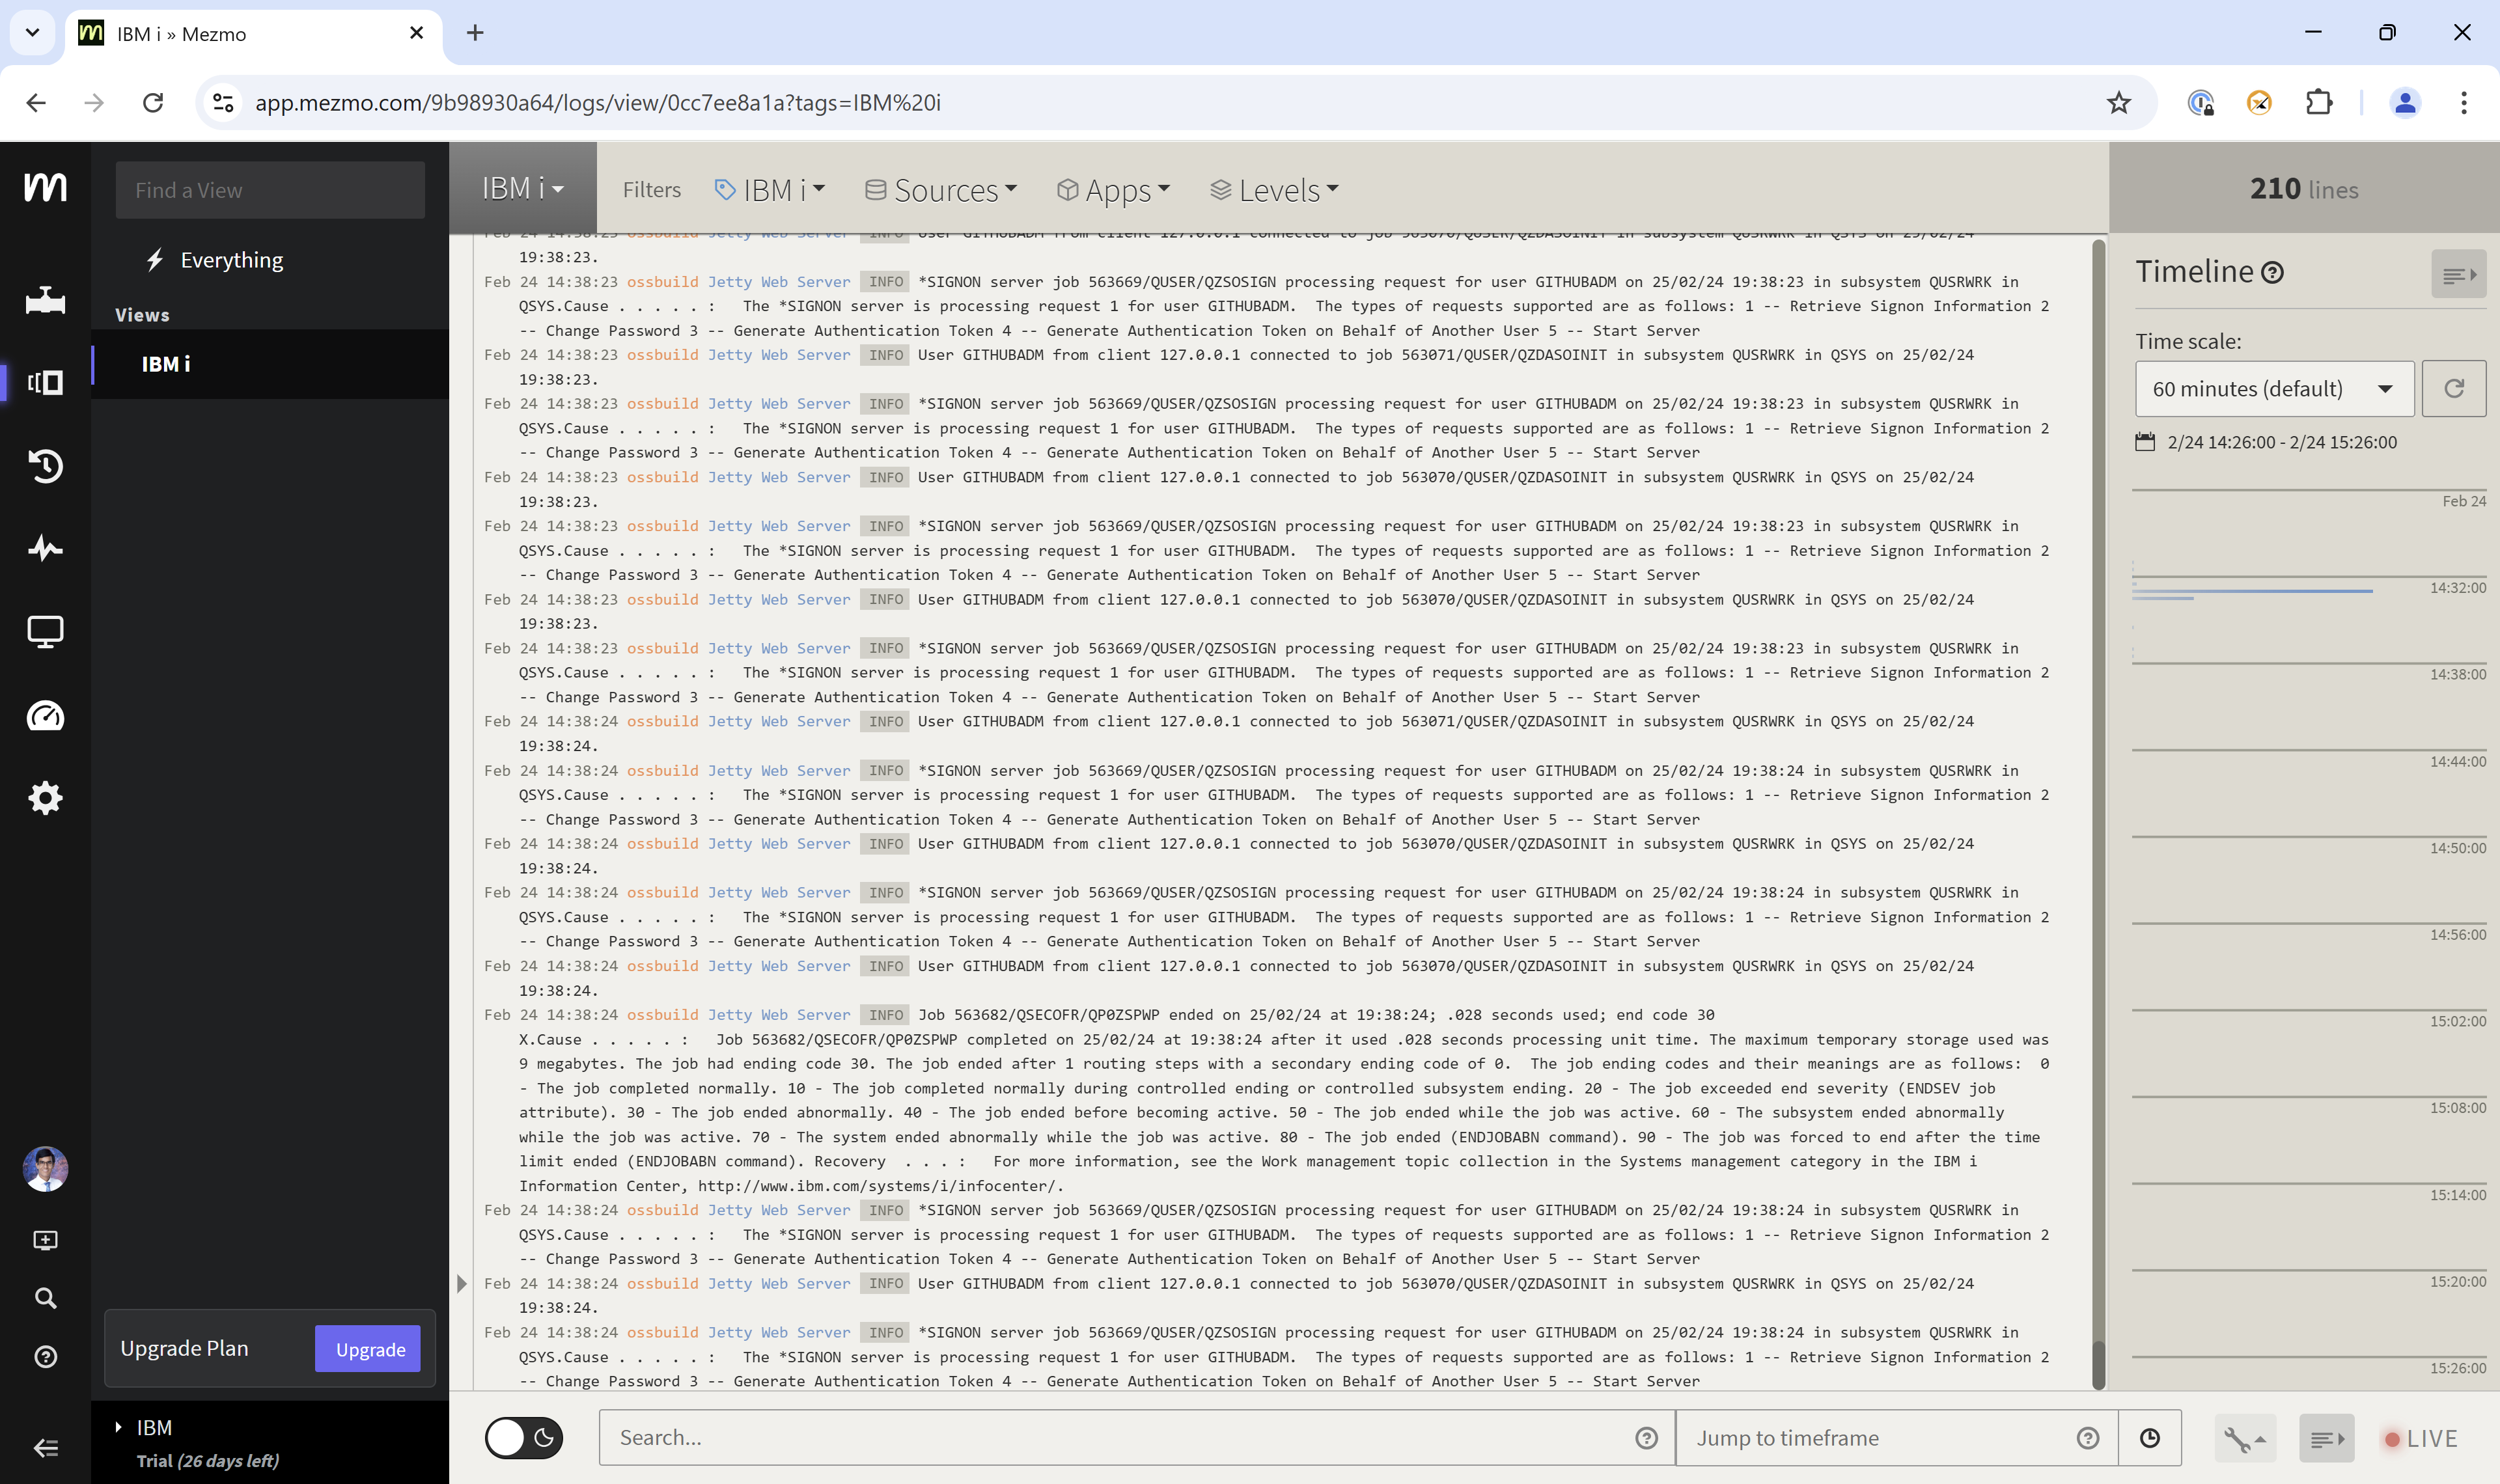 IBM i » Mezmo
app.mezmo.com/9b98930a64/logs/view/0cc7ee8a1a?tags=IBM%20i
Find a View
Everything
Views
IBM i
Upgrade Plan
Upgrade
IBM
Trial (26 days left)
IBM i
Filters
IBM i
Sources
Apps
Levels
210 lines
Feb 24 14:38:23 ossbuild Jetty Web Server INFO User GITHUBADM from client 127.0.0.1 connected to job 563070/QUSER/QZDASOINIT in subsystem QUSRWRK in QSYS on 25/02/24
19:38:23.
Feb 24 14:38:23 ossbuild Jetty Web Server INFO *SIGNON server job 563669/QUSER/QZSOSIGN processing request for user GITHUBADM on 25/02/24 19:38:23 in subsystem QUSRWRK in
QSYS.Cause . . . . . :   The *SIGNON server is processing request 1 for user GITHUBADM.  The types of requests supported are as follows: 1 -- Retrieve Signon Information 2
-- Change Password 3 -- Generate Authentication Token 4 -- Generate Authentication Token on Behalf of Another User 5 -- Start Server
Feb 24 14:38:23 ossbuild Jetty Web Server INFO User GITHUBADM from client 127.0.0.1 connected to job 563071/QUSER/QZDASOINIT in subsystem QUSRWRK in QSYS on 25/02/24
19:38:23.
Feb 24 14:38:23 ossbuild Jetty Web Server INFO *SIGNON server job 563669/QUSER/QZSOSIGN processing request for user GITHUBADM on 25/02/24 19:38:23 in subsystem QUSRWRK in
QSYS.Cause . . . . . :   The *SIGNON server is processing request 1 for user GITHUBADM.  The types of requests supported are as follows: 1 -- Retrieve Signon Information 2
-- Change Password 3 -- Generate Authentication Token 4 -- Generate Authentication Token on Behalf of Another User 5 -- Start Server
Feb 24 14:38:23 ossbuild Jetty Web Server INFO User GITHUBADM from client 127.0.0.1 connected to job 563070/QUSER/QZDASOINIT in subsystem QUSRWRK in QSYS on 25/02/24
19:38:23.
Feb 24 14:38:23 ossbuild Jetty Web Server INFO *SIGNON server job 563669/QUSER/QZSOSIGN processing request for user GITHUBADM on 25/02/24 19:38:23 in subsystem QUSRWRK in
QSYS.Cause . . . . . :   The *SIGNON server is processing request 1 for user GITHUBADM.  The types of requests supported are as follows: 1 -- Retrieve Signon Information 2
-- Change Password 3 -- Generate Authentication Token 4 -- Generate Authentication Token on Behalf of Another User 5 -- Start Server
Feb 24 14:38:23 ossbuild Jetty Web Server INFO User GITHUBADM from client 127.0.0.1 connected to job 563070/QUSER/QZDASOINIT in subsystem QUSRWRK in QSYS on 25/02/24
19:38:23.
Feb 24 14:38:23 ossbuild Jetty Web Server INFO *SIGNON server job 563669/QUSER/QZSOSIGN processing request for user GITHUBADM on 25/02/24 19:38:23 in subsystem QUSRWRK in
QSYS.Cause . . . . . :   The *SIGNON server is processing request 1 for user GITHUBADM.  The types of requests supported are as follows: 1 -- Retrieve Signon Information 2
-- Change Password 3 -- Generate Authentication Token 4 -- Generate Authentication Token on Behalf of Another User 5 -- Start Server
Feb 24 14:38:24 ossbuild Jetty Web Server INFO User GITHUBADM from client 127.0.0.1 connected to job 563071/QUSER/QZDASOINIT in subsystem QUSRWRK in QSYS on 25/02/24
19:38:24.
Feb 24 14:38:24 ossbuild Jetty Web Server INFO *SIGNON server job 563669/QUSER/QZSOSIGN processing request for user GITHUBADM on 25/02/24 19:38:24 in subsystem QUSRWRK in
QSYS.Cause . . . . . :   The *SIGNON server is processing request 1 for user GITHUBADM.  The types of requests supported are as follows: 1 -- Retrieve Signon Information 2
-- Change Password 3 -- Generate Authentication Token 4 -- Generate Authentication Token on Behalf of Another User 5 -- Start Server
Feb 24 14:38:24 ossbuild Jetty Web Server INFO User GITHUBADM from client 127.0.0.1 connected to job 563070/QUSER/QZDASOINIT in subsystem QUSRWRK in QSYS on 25/02/24
19:38:24.
Feb 24 14:38:24 ossbuild Jetty Web Server INFO *SIGNON server job 563669/QUSER/QZSOSIGN processing request for user GITHUBADM on 25/02/24 19:38:24 in subsystem QUSRWRK in
QSYS.Cause . . . . . :   The *SIGNON server is processing request 1 for user GITHUBADM.  The types of requests supported are as follows: 1 -- Retrieve Signon Information 2
-- Change Password 3 -- Generate Authentication Token 4 -- Generate Authentication Token on Behalf of Another User 5 -- Start Server
Feb 24 14:38:24 ossbuild Jetty Web Server INFO User GITHUBADM from client 127.0.0.1 connected to job 563070/QUSER/QZDASOINIT in subsystem QUSRWRK in QSYS on 25/02/24
19:38:24.
Feb 24 14:38:24 ossbuild Jetty Web Server INFO Job 563682/QSECOFR/QP0ZSPWP ended on 25/02/24 at 19:38:24; .028 seconds used; end code 30
X.Cause . . . . . :   Job 563682/QSECOFR/QP0ZSPWP completed on 25/02/24 at 19:38:24 after it used .028 seconds processing unit time. The maximum temporary storage used was
9 megabytes. The job had ending code 30. The job ended after 1 routing steps with a secondary ending code of 0.  The job ending codes and their meanings are as follows:  0
- The job completed normally. 10 - The job completed normally during controlled ending or controlled subsystem ending. 20 - The job exceeded end severity (ENDSEV job
attribute). 30 - The job ended abnormally. 40 - The job ended before becoming active. 50 - The job ended while the job was active. 60 - The subsystem ended abnormally
while the job was active. 70 - The system ended abnormally while the job was active. 80 - The job ended (ENDJOBABN command). 90 - The job was forced to end after the time
limit ended (ENDJOBABN command). Recovery  . . . :   For more information, see the Work management topic collection in the Systems management category in the IBM i
Information Center, http://www.ibm.com/systems/i/infocenter/.
Feb 24 14:38:24 ossbuild Jetty Web Server INFO *SIGNON server job 563669/QUSER/QZSOSIGN processing request for user GITHUBADM on 25/02/24 19:38:24 in subsystem QUSRWRK in
QSYS.Cause . . . . . :   The *SIGNON server is processing request 1 for user GITHUBADM.  The types of requests supported are as follows: 1 -- Retrieve Signon Information 2
-- Change Password 3 -- Generate Authentication Token 4 -- Generate Authentication Token on Behalf of Another User 5 -- Start Server
Feb 24 14:38:24 ossbuild Jetty Web Server INFO User GITHUBADM from client 127.0.0.1 connected to job 563070/QUSER/QZDASOINIT in subsystem QUSRWRK in QSYS on 25/02/24
19:38:24.
Feb 24 14:38:24 ossbuild Jetty Web Server INFO *SIGNON server job 563669/QUSER/QZSOSIGN processing request for user GITHUBADM on 25/02/24 19:38:24 in subsystem QUSRWRK in
QSYS.Cause . . . . . :   The *SIGNON server is processing request 1 for user GITHUBADM.  The types of requests supported are as follows: 1 -- Retrieve Signon Information 2
-- Change Password 3 -- Generate Authentication Token 4 -- Generate Authentication Token on Behalf of Another User 5 -- Start Server
Timeline
Time scale:
60 minutes (default)
2/24 14:26:00 - 2/24 15:26:00
Feb 24
14:32:00
14:38:00
14:44:00
14:50:00
14:56:00
15:02:00
15:08:00
15:14:00
15:20:00
15:26:00
Search...
Jump to timeframe
LIVE